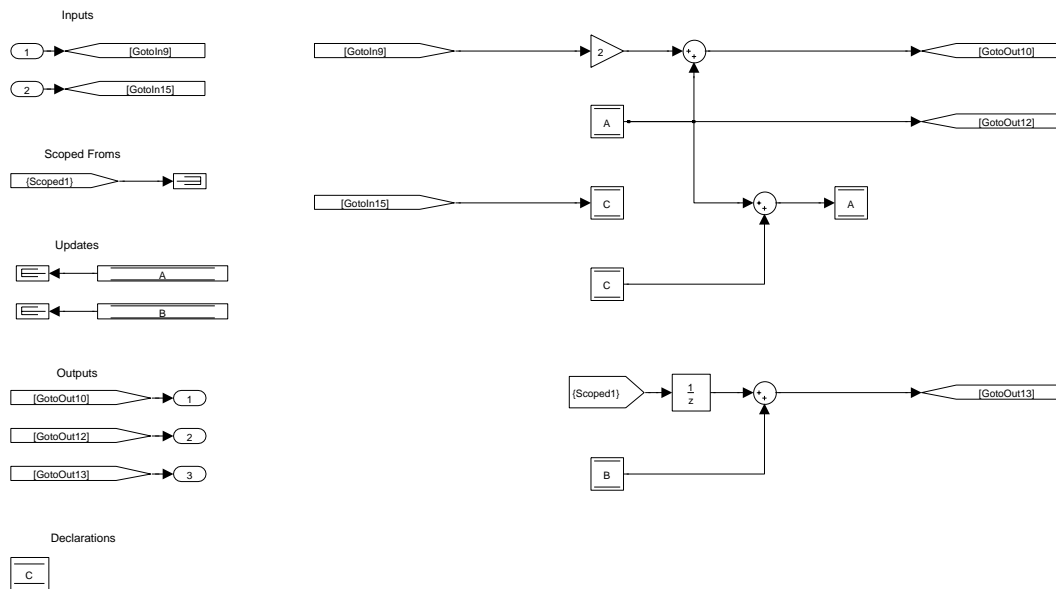 Inputs
1
[GotoIn9]
2
[GotoIn15]
Scoped Froms
{Scoped1}
Updates
A
B
Outputs
[GotoOut10]
1
[GotoOut12]
2
[GotoOut13]
3
Declarations
C
[GotoIn9]
2
+
+
[GotoOut10]
A
[GotoOut12]
[GotoIn15]
C
+
+
A
C
{Scoped1}
1
z
+
+
[GotoOut13]
B